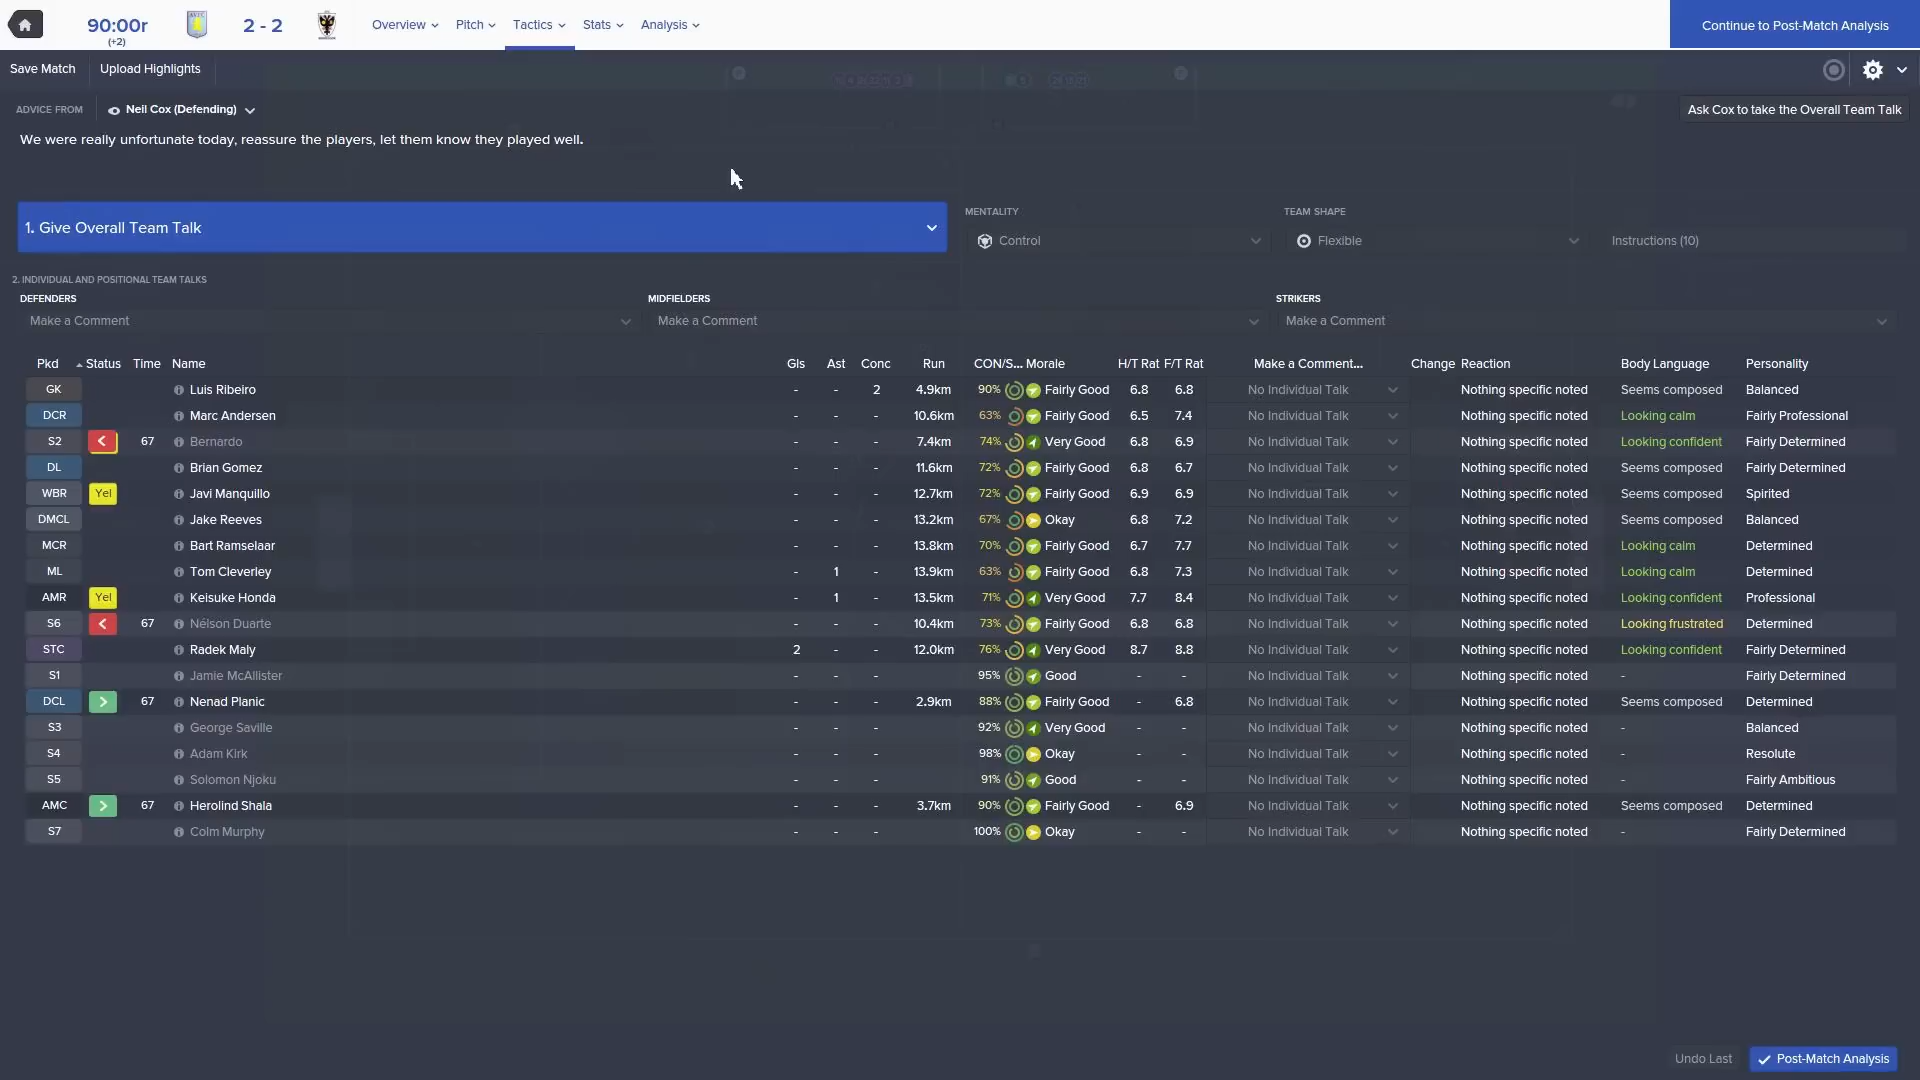 90:00r
(+2)
2 - 2
Overview Pitch Tactics Stats Analysis
Continue to Post-Match Analysis
Save Match Upload Highlights
ADVICE FROM Neil Cox (Defending)
Ask Cox to take the Overall Team Talk
We were really unfortunate today, reassure the players, let them know they played well.
1. Give Overall Team Talk
MENTALITY TEAM SHAPE
Control Flexible Instructions (10)
2. INDIVIDUAL AND POSITIONAL TEAM TALKS
DEFENDERS MIDFIELDERS STRIKERS
Make a Comment Make a Comment Make a Comment
Pkd Status Time Name Gls Ast Conc Run CON/S... Morale H/T Rat F/T Rat Make a Comment... Change Reaction Body Language Personality
GK Luis Ribeiro - - 2 4.9km 90% Fairly Good 6.8 6.8 No Individual Talk Nothing specific noted Seems composed Balanced
DCR Marc Andersen - - - 10.6km 63% Fairly Good 6.5 7.4 No Individual Talk Nothing specific noted Looking calm Fairly Professional
S2 67 Bernardo - - - 7.4km 74% Very Good 6.8 6.9 No Individual Talk Nothing specific noted Looking confident Fairly Determined
DL Brian Gomez - - - 11.6km 72% Fairly Good 6.8 6.7 No Individual Talk Nothing specific noted Seems composed Fairly Determined
WBR Yel Javi Manquillo - - - 12.7km 72% Fairly Good 6.9 6.9 No Individual Talk Nothing specific noted Seems composed Spirited
DMCL Jake Reeves - - - 13.2km 67% Okay 6.8 7.2 No Individual Talk Nothing specific noted Seems composed Balanced
MCR Bart Ramselaar - - - 13.8km 70% Fairly Good 6.7 7.7 No Individual Talk Nothing specific noted Looking calm Determined
ML Tom Cleverley - 1 - 13.9km 63% Fairly Good 6.8 7.3 No Individual Talk Nothing specific noted Looking calm Determined
AMR Yel Keisuke Honda - 1 - 13.5km 71% Very Good 7.7 8.4 No Individual Talk Nothing specific noted Looking confident Professional
S6 67 Nélson Duarte - - - 10.4km 73% Fairly Good 6.8 6.8 No Individual Talk Nothing specific noted Looking frustrated Determined
STC Radek Maly 2 - - 12.0km 76% Very Good 8.7 8.8 No Individual Talk Nothing specific noted Looking confident Fairly Determined
S1 Jamie McAllister - - - 95% Good - - No Individual Talk Nothing specific noted - Fairly Determined
DCL 67 Nenad Planic - - - 2.9km 88% Fairly Good - 6.8 No Individual Talk Nothing specific noted Seems composed Determined
S3 George Saville - - - 92% Very Good - - No Individual Talk Nothing specific noted - Balanced
S4 Adam Kirk - - - 98% Okay - - No Individual Talk Nothing specific noted - Resolute
S5 Solomon Njoku - - - 91% Good - - No Individual Talk Nothing specific noted - Fairly Ambitious
AMC 67 Herolind Shala - - - 3.7km 90% Fairly Good - 6.9 No Individual Talk Nothing specific noted Seems composed Determined
S7 Colm Murphy - - - 100% Okay - - No Individual Talk Nothing specific noted - Fairly Determined
Undo Last Post-Match Analysis